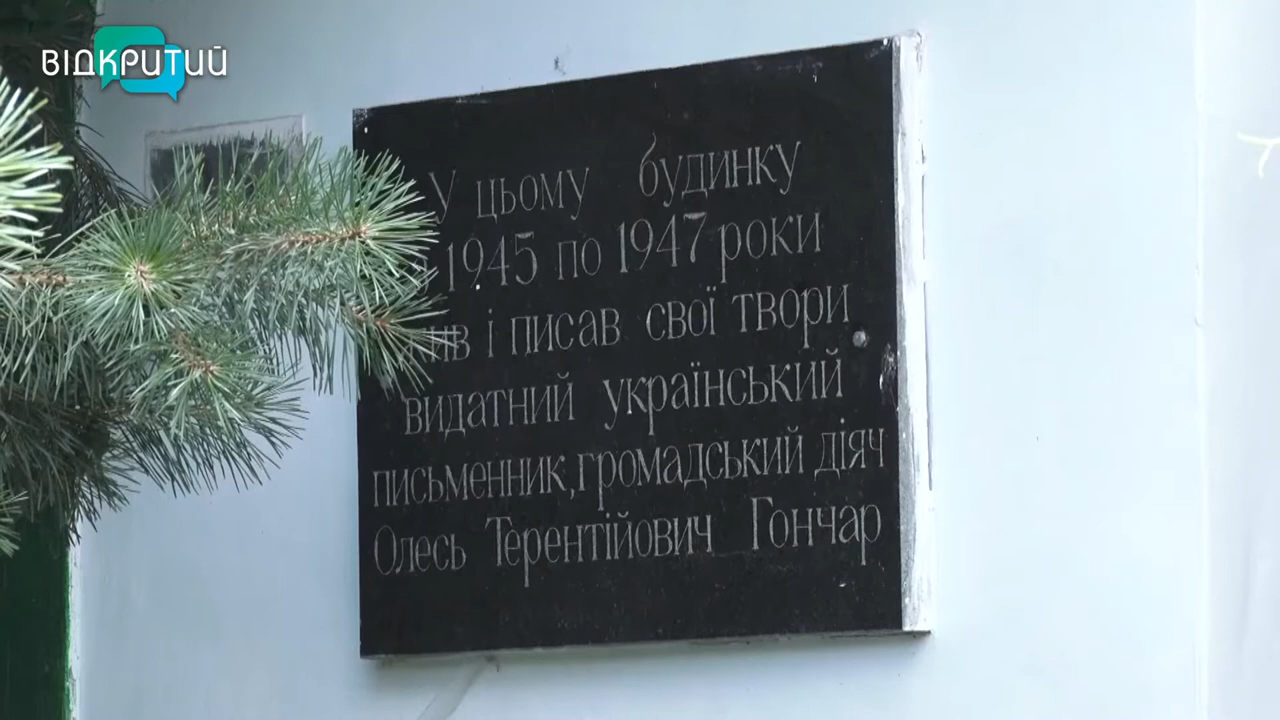 ВІДКРИТИЙ
У цьому будинку
1945 по 1947 роки
і писав свої твори
видатний український
письменник, громадський діяч
Олесь Терентійович Гончар